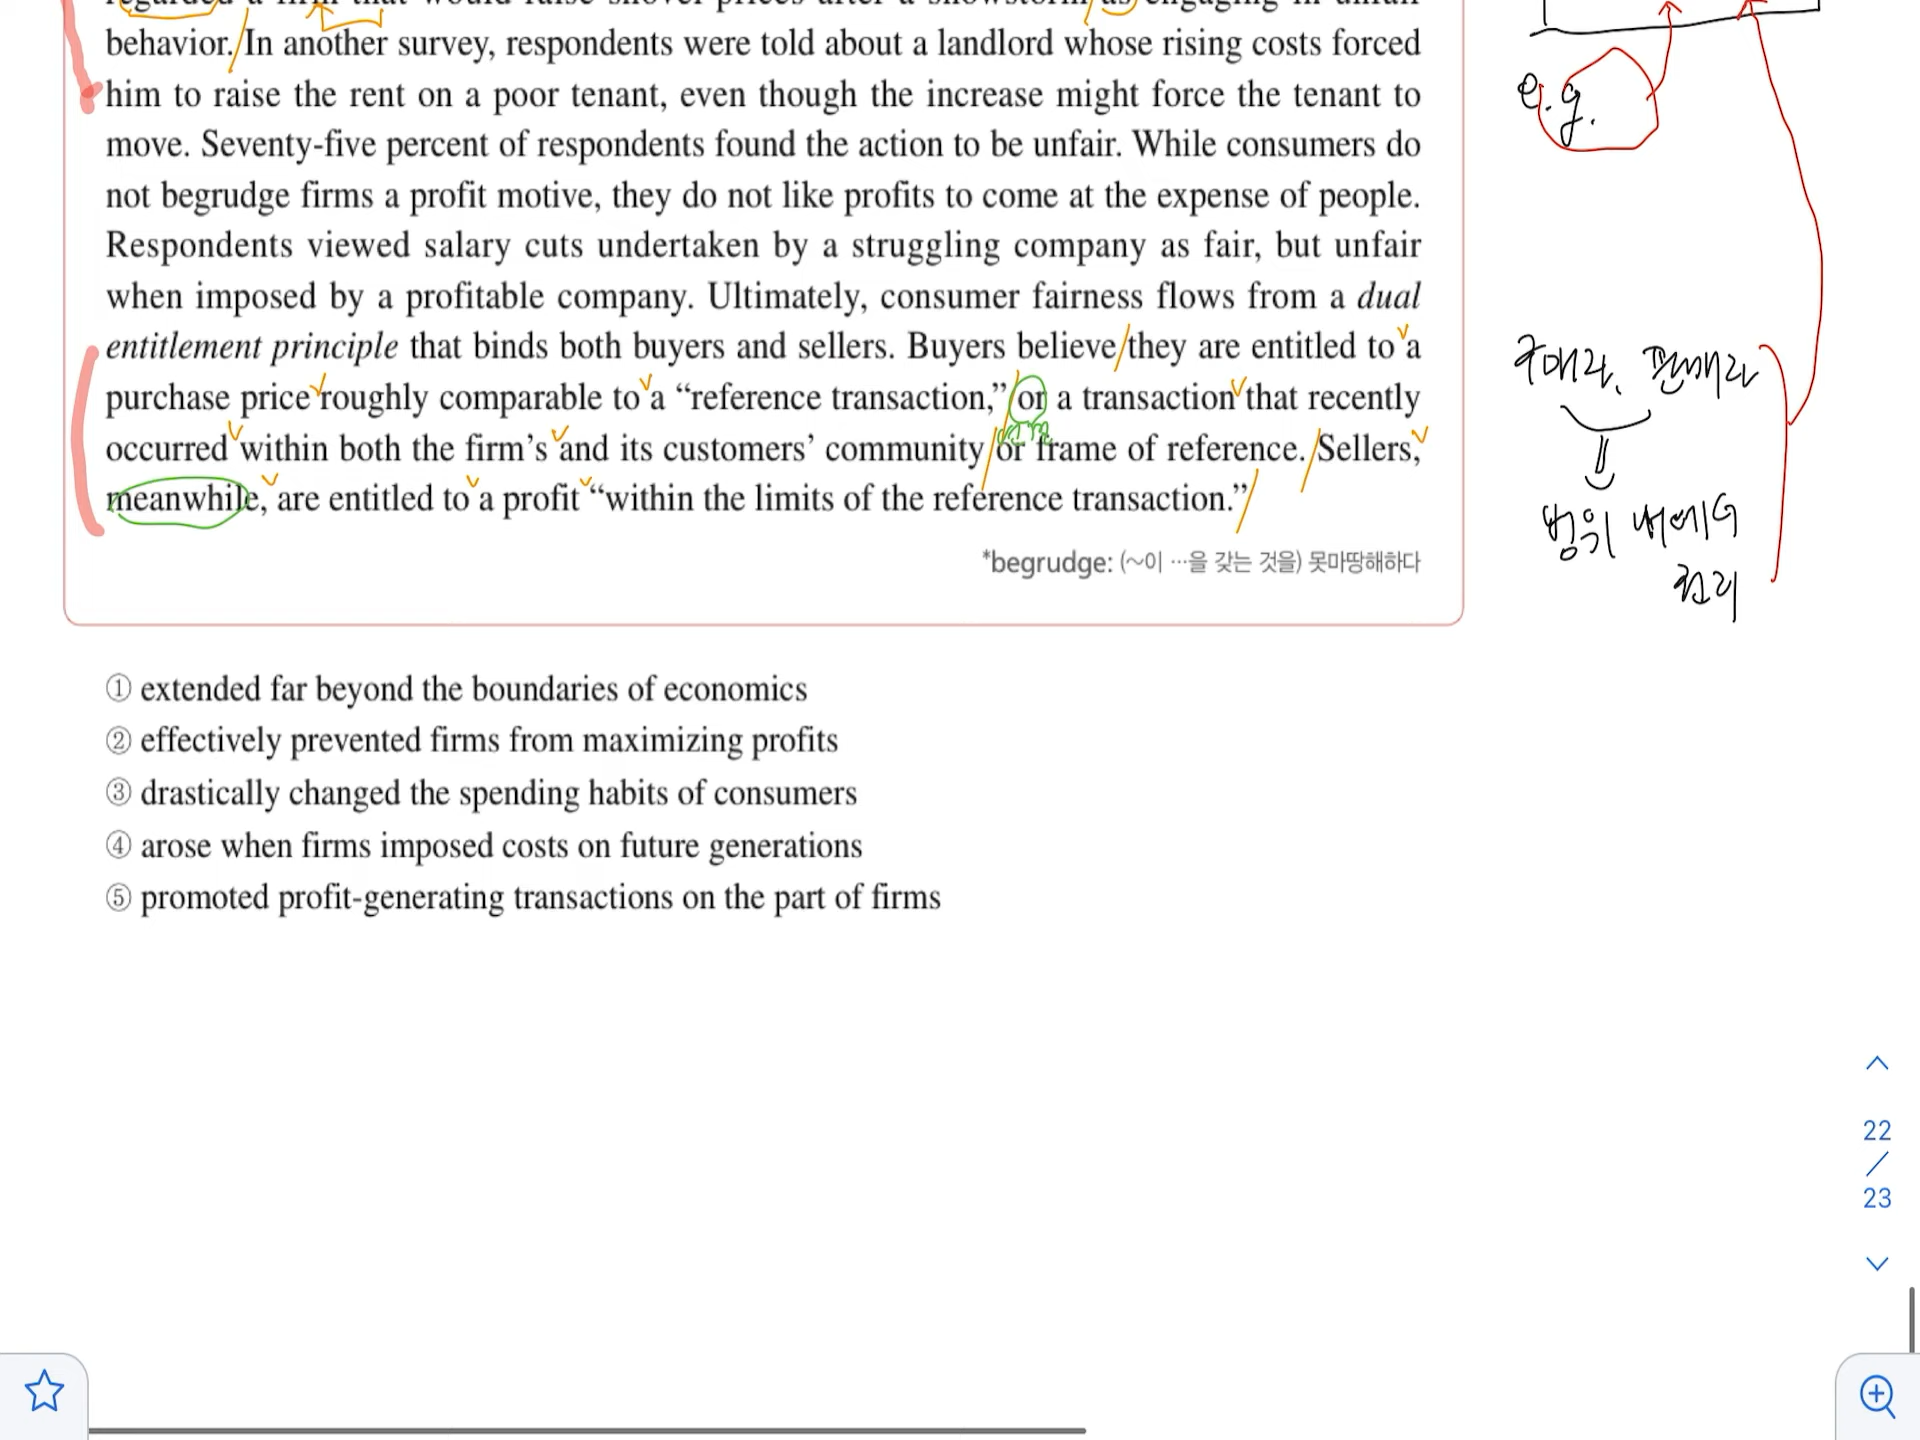 behavior. In another survey, respondents were told about a landlord whose rising costs forced
him to raise the rent on a poor tenant, even though the increase might force the tenant to
move. Seventy-five percent of respondents found the action to be unfair. While consumers do
not begrudge firms a profit motive, they do not like profits to come at the expense of people.
Respondents viewed salary cuts undertaken by a struggling company as fair, but unfair
when imposed by a profitable company. Ultimately, consumer fairness flows from a dual
entitlement principle that binds both buyers and sellers. Buyers believe they are entitled to a
purchase price roughly comparable to a “reference transaction,” or a transaction that recently
occurred within both the firm’s and its customers’ community or frame of reference. Sellers,
meanwhile, are entitled to a profit “within the limits of the reference transaction.”
*begrudge: (~이 …을 갖는 것을) 못마땅해하다
e.g.
구매자, 판매자
범위 내에서
권리
① extended far beyond the boundaries of economics
② effectively prevented firms from maximizing profits
③ drastically changed the spending habits of consumers
④ arose when firms imposed costs on future generations
⑤ promoted profit-generating transactions on the part of firms
22
/
23